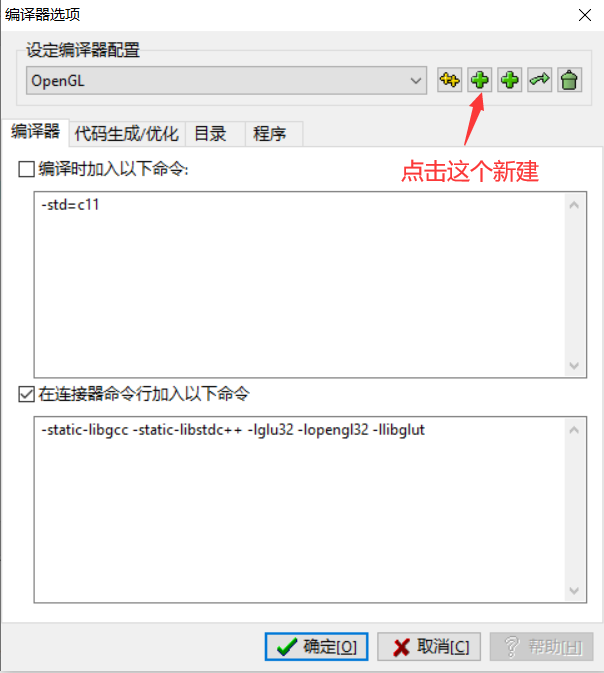 编译器选项
设定编译器配置
OpenGL
编译器 代码生成/优化 目录 程序
点击这个新建
编译时加入以下命令:
-std=c11
在连接器命令行加入以下命令
-static-libgcc -static-libstdc++ -lglu32 -lopengl32 -llibglut
确定[O] 取消[C] 帮助[H]